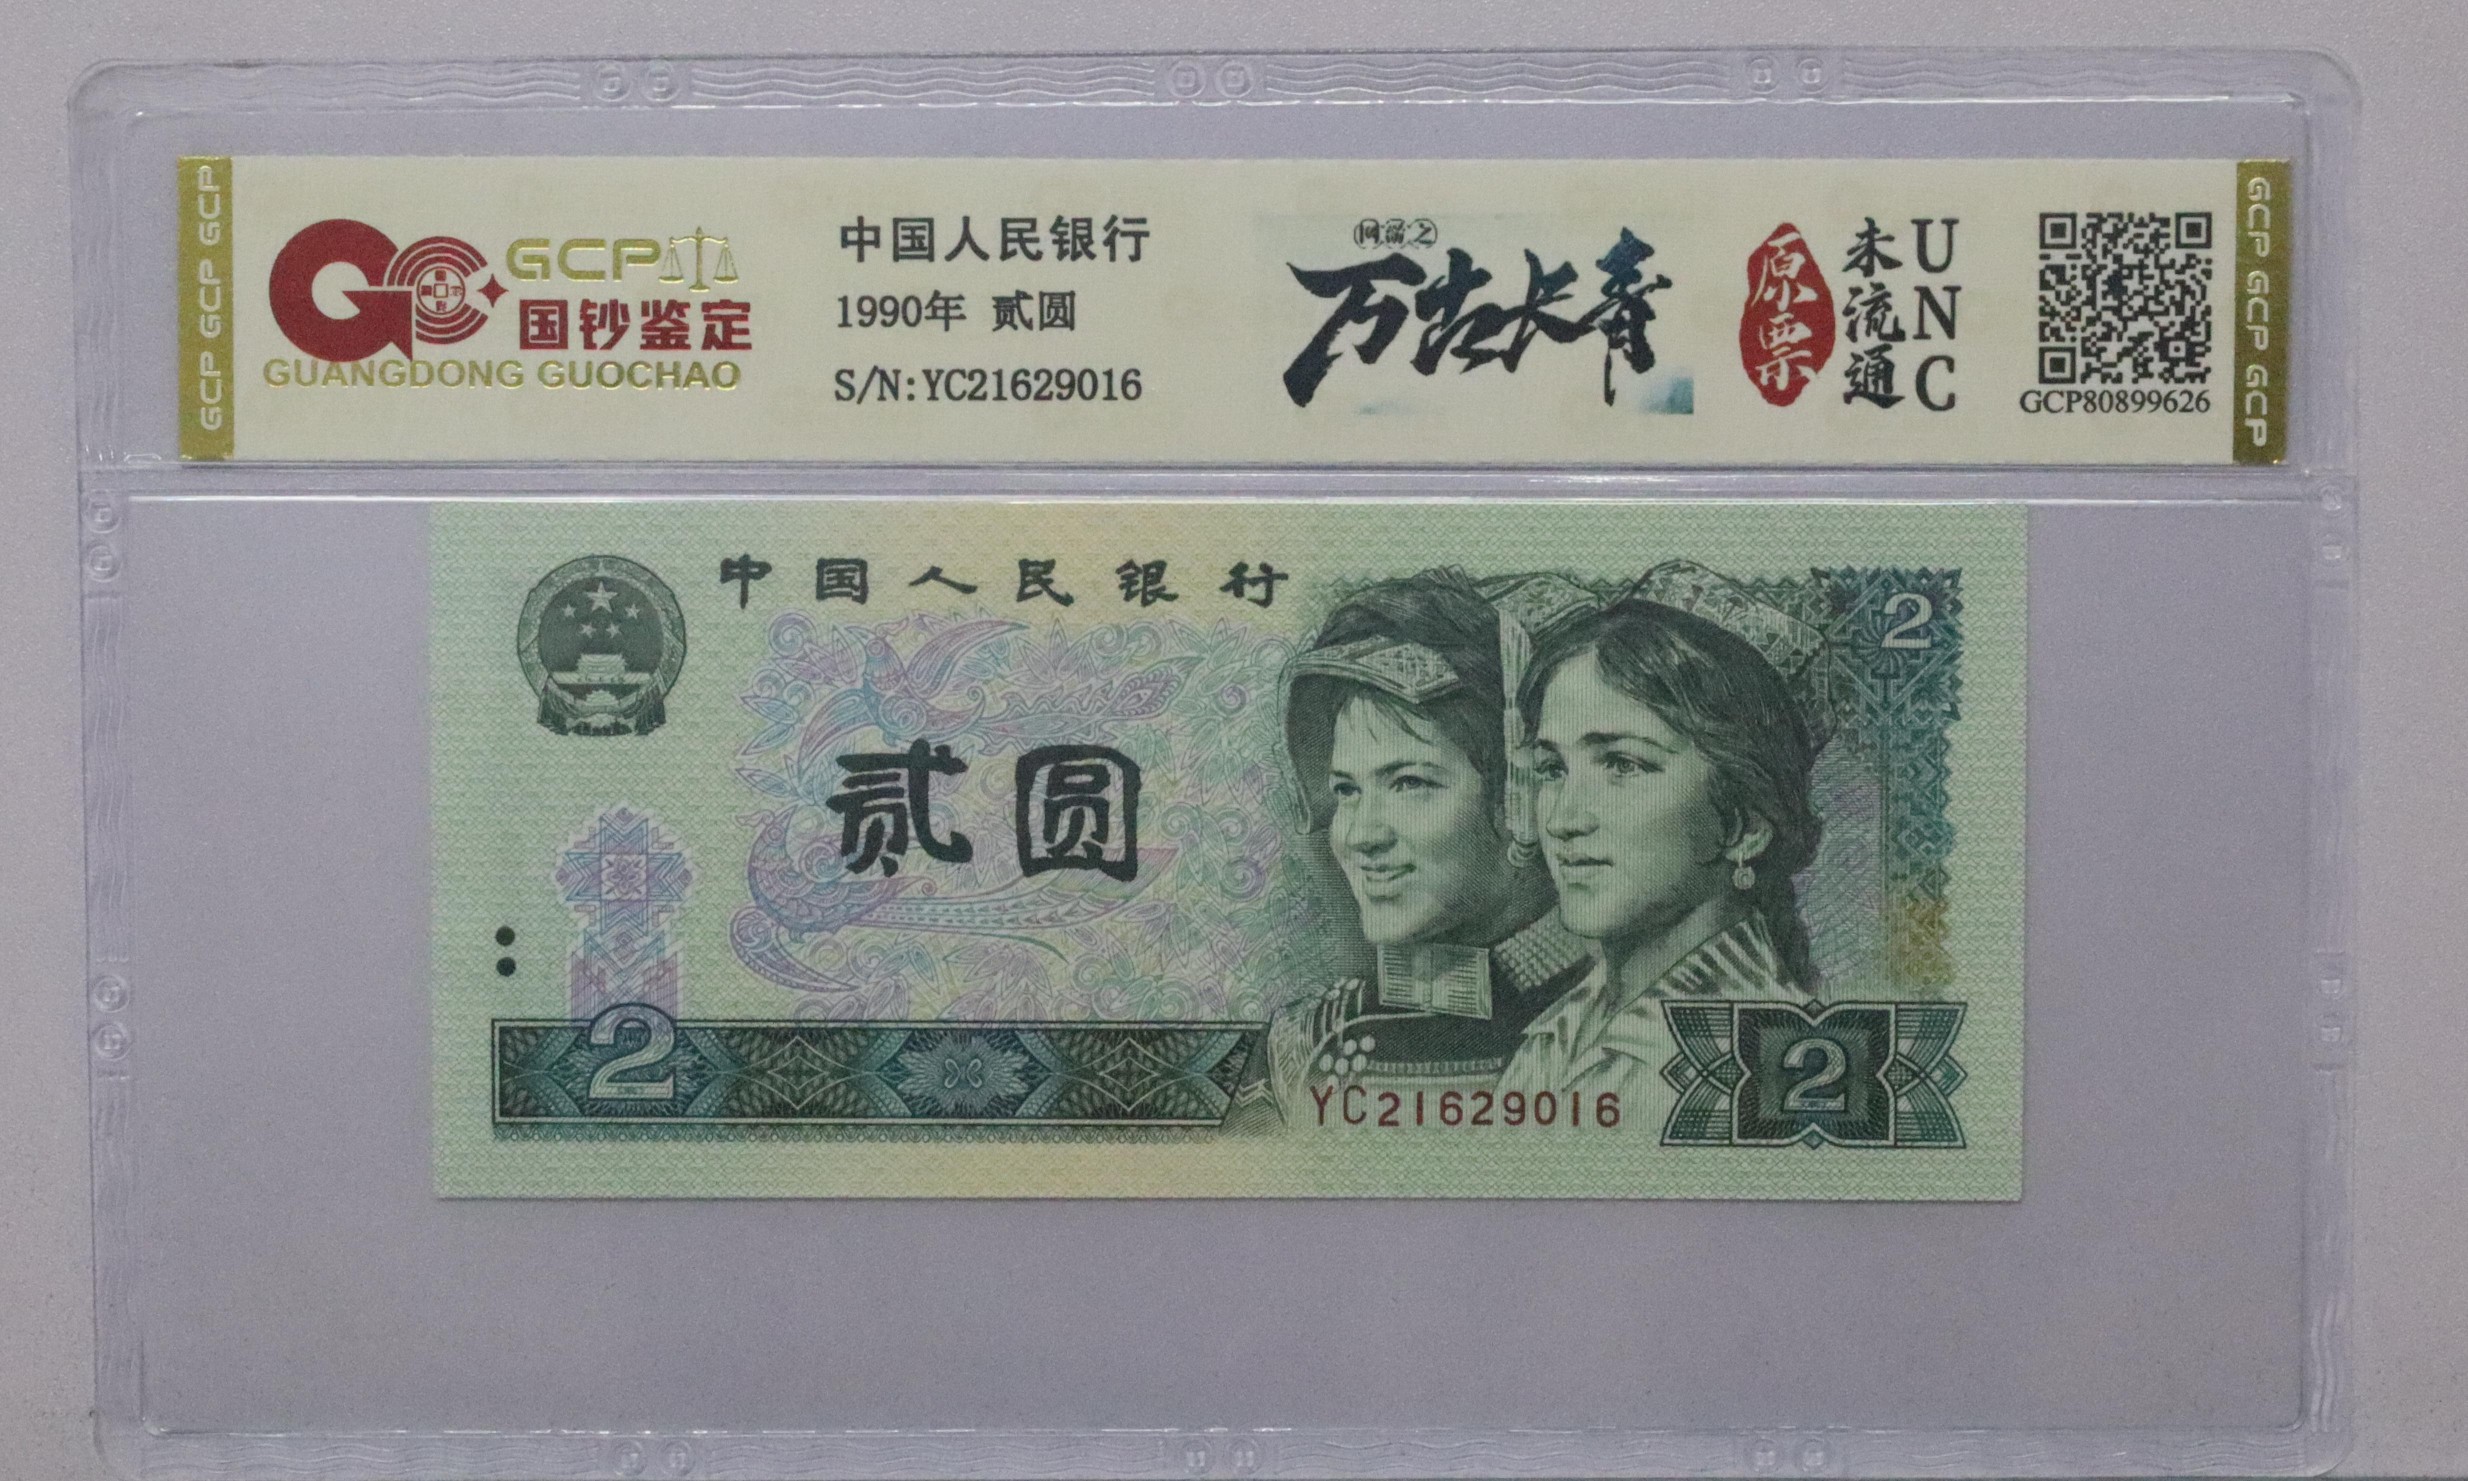 GCP GCP GCP
GCP
国钞鉴定
GUANGDONG GUOCHAO
中国人民银行
1990年 贰圆
S/N:YC21629016
万古长青
原票
未流通
UNC
GCP80899626
GCP GCP GCP
中国人民银行
2
贰圆
2
YC21629016
2